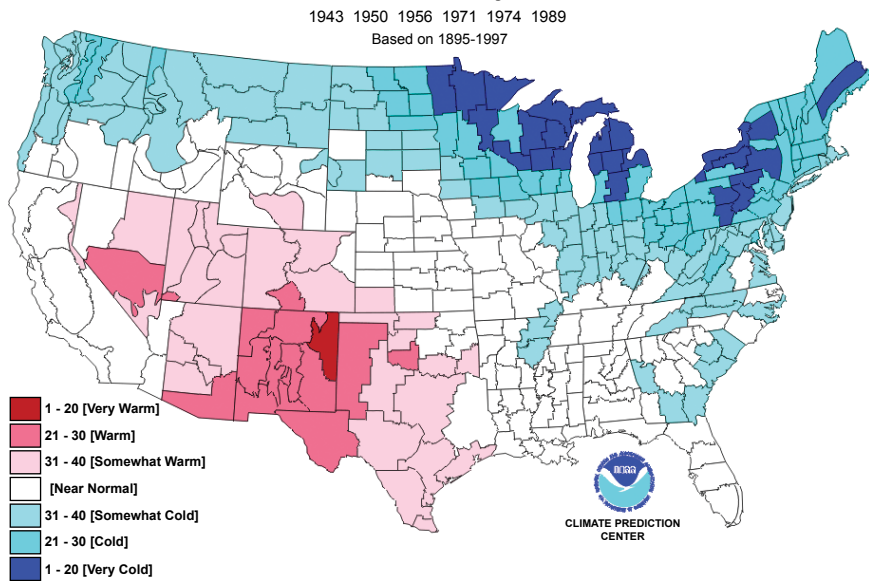 1943 1950 1956 1971 1974 1989
Based on 1895-1997
1 - 20 [Very Warm]
21 - 30 [Warm]
31 - 40 [Somewhat Warm]
[Near Normal]
31 - 40 [Somewhat Cold]
21 - 30 [Cold]
1 - 20 [Very Cold]
CLIMATE PREDICTION
CENTER